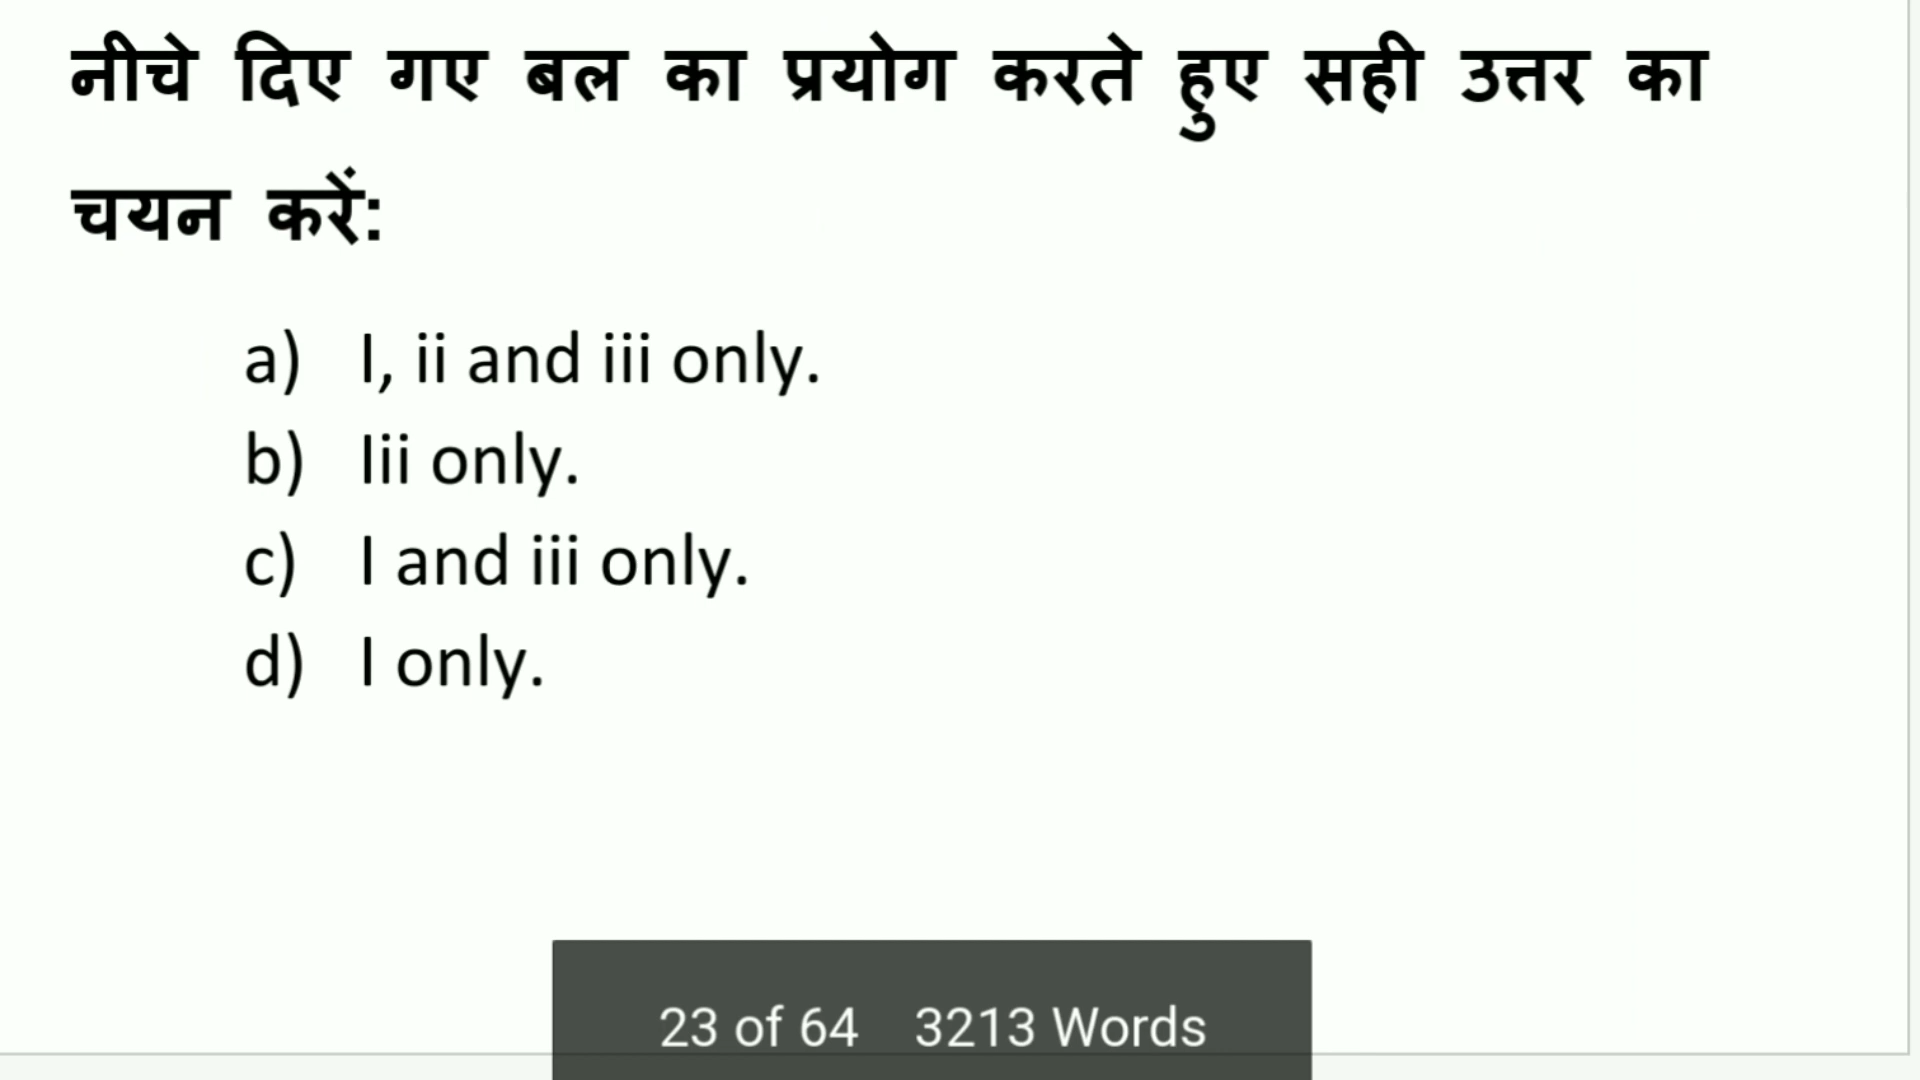 नीचे दिए गए बल का प्रयोग करते हुए सही उत्तर का
चयन करें:
a) I, ii and iii only.
b) Iii only.
c) I and iii only.
d) I only.
23 of 64 3213 Words